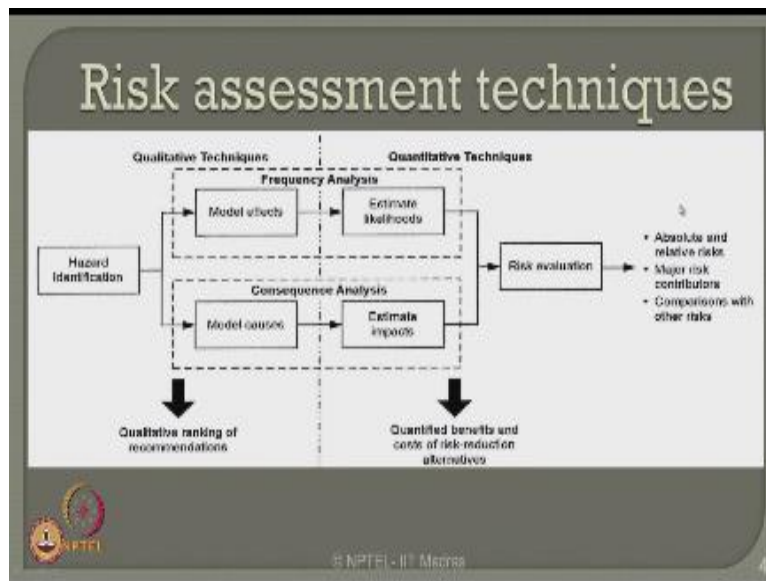 Risk assessment techniques
Qualitative Techniques
Quantitative Techniques
Frequency Analysis
Model effects
Estimate
likelihoods
Hazard
Identification
Risk evaluation
• Absolute and
relative risks
• Major risk
contributors
• Comparisons with
other risks
Consequence Analysis
Model causes
Estimate
impacts
Qualitative ranking of
recommendations
Quantified benefits and
costs of risk-reduction
alternatives
NPTEL
© NPTEL - IIT Madras
4